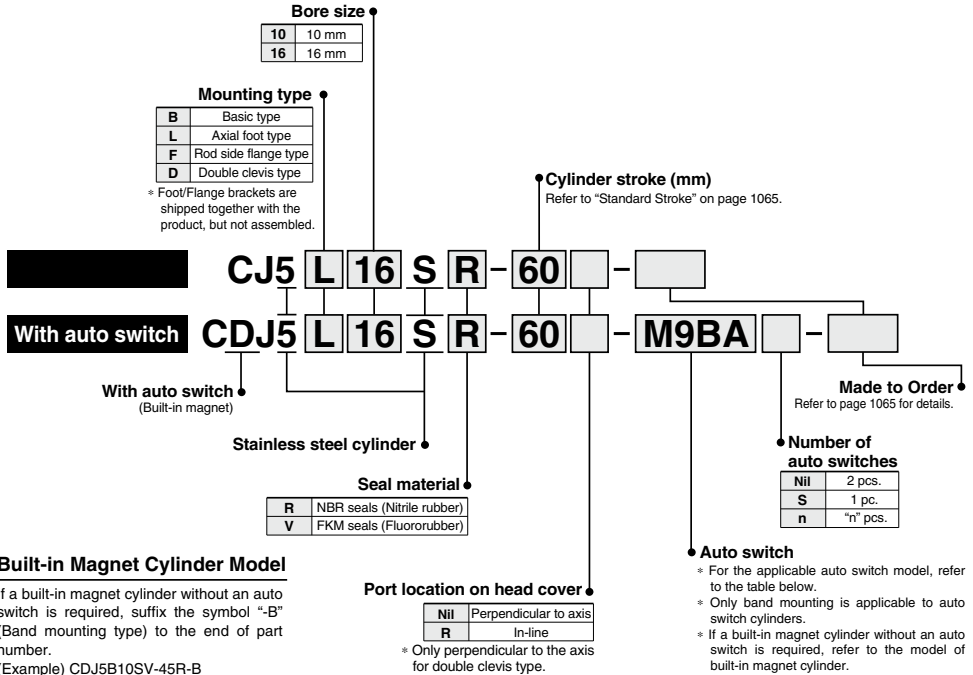 Bore size
10 10 mm
16 16 mm
Mounting type
B Basic type
L Axial foot type
F Rod side flange type
D Double clevis type
* Foot/Flange brackets are
shipped together with the
product, but not assembled.
Cylinder stroke (mm)
Refer to “Standard Stroke” on page 1065.
CJ5 L 16 S R – 60 –
With auto switch CDJ5 L 16 S R – 60 – M9BA –
With auto switch
(Built-in magnet)
Made to Order
Refer to page 1065 for details.
Stainless steel cylinder
Number of
auto switches
Nil 2 pcs.
S 1 pc.
n “n” pcs.
Seal material
R NBR seals (Nitrile rubber)
V FKM seals (Fluororubber)
Auto switch
* For the applicable auto switch model, refer
to the table below.
* Only band mounting is applicable to auto
switch cylinders.
* If a built-in magnet cylinder without an auto
switch is required, refer to the model of
built-in magnet cylinder.
Built-in Magnet Cylinder Model
If a built-in magnet cylinder without an auto
switch is required, suffix the symbol “-B”
(Band mounting type) to the end of part
number.
(Example) CDJ5B10SV-45R-B
Port location on head cover
Nil Perpendicular to axis
R In-line
* Only perpendicular to the axis
for double clevis type.